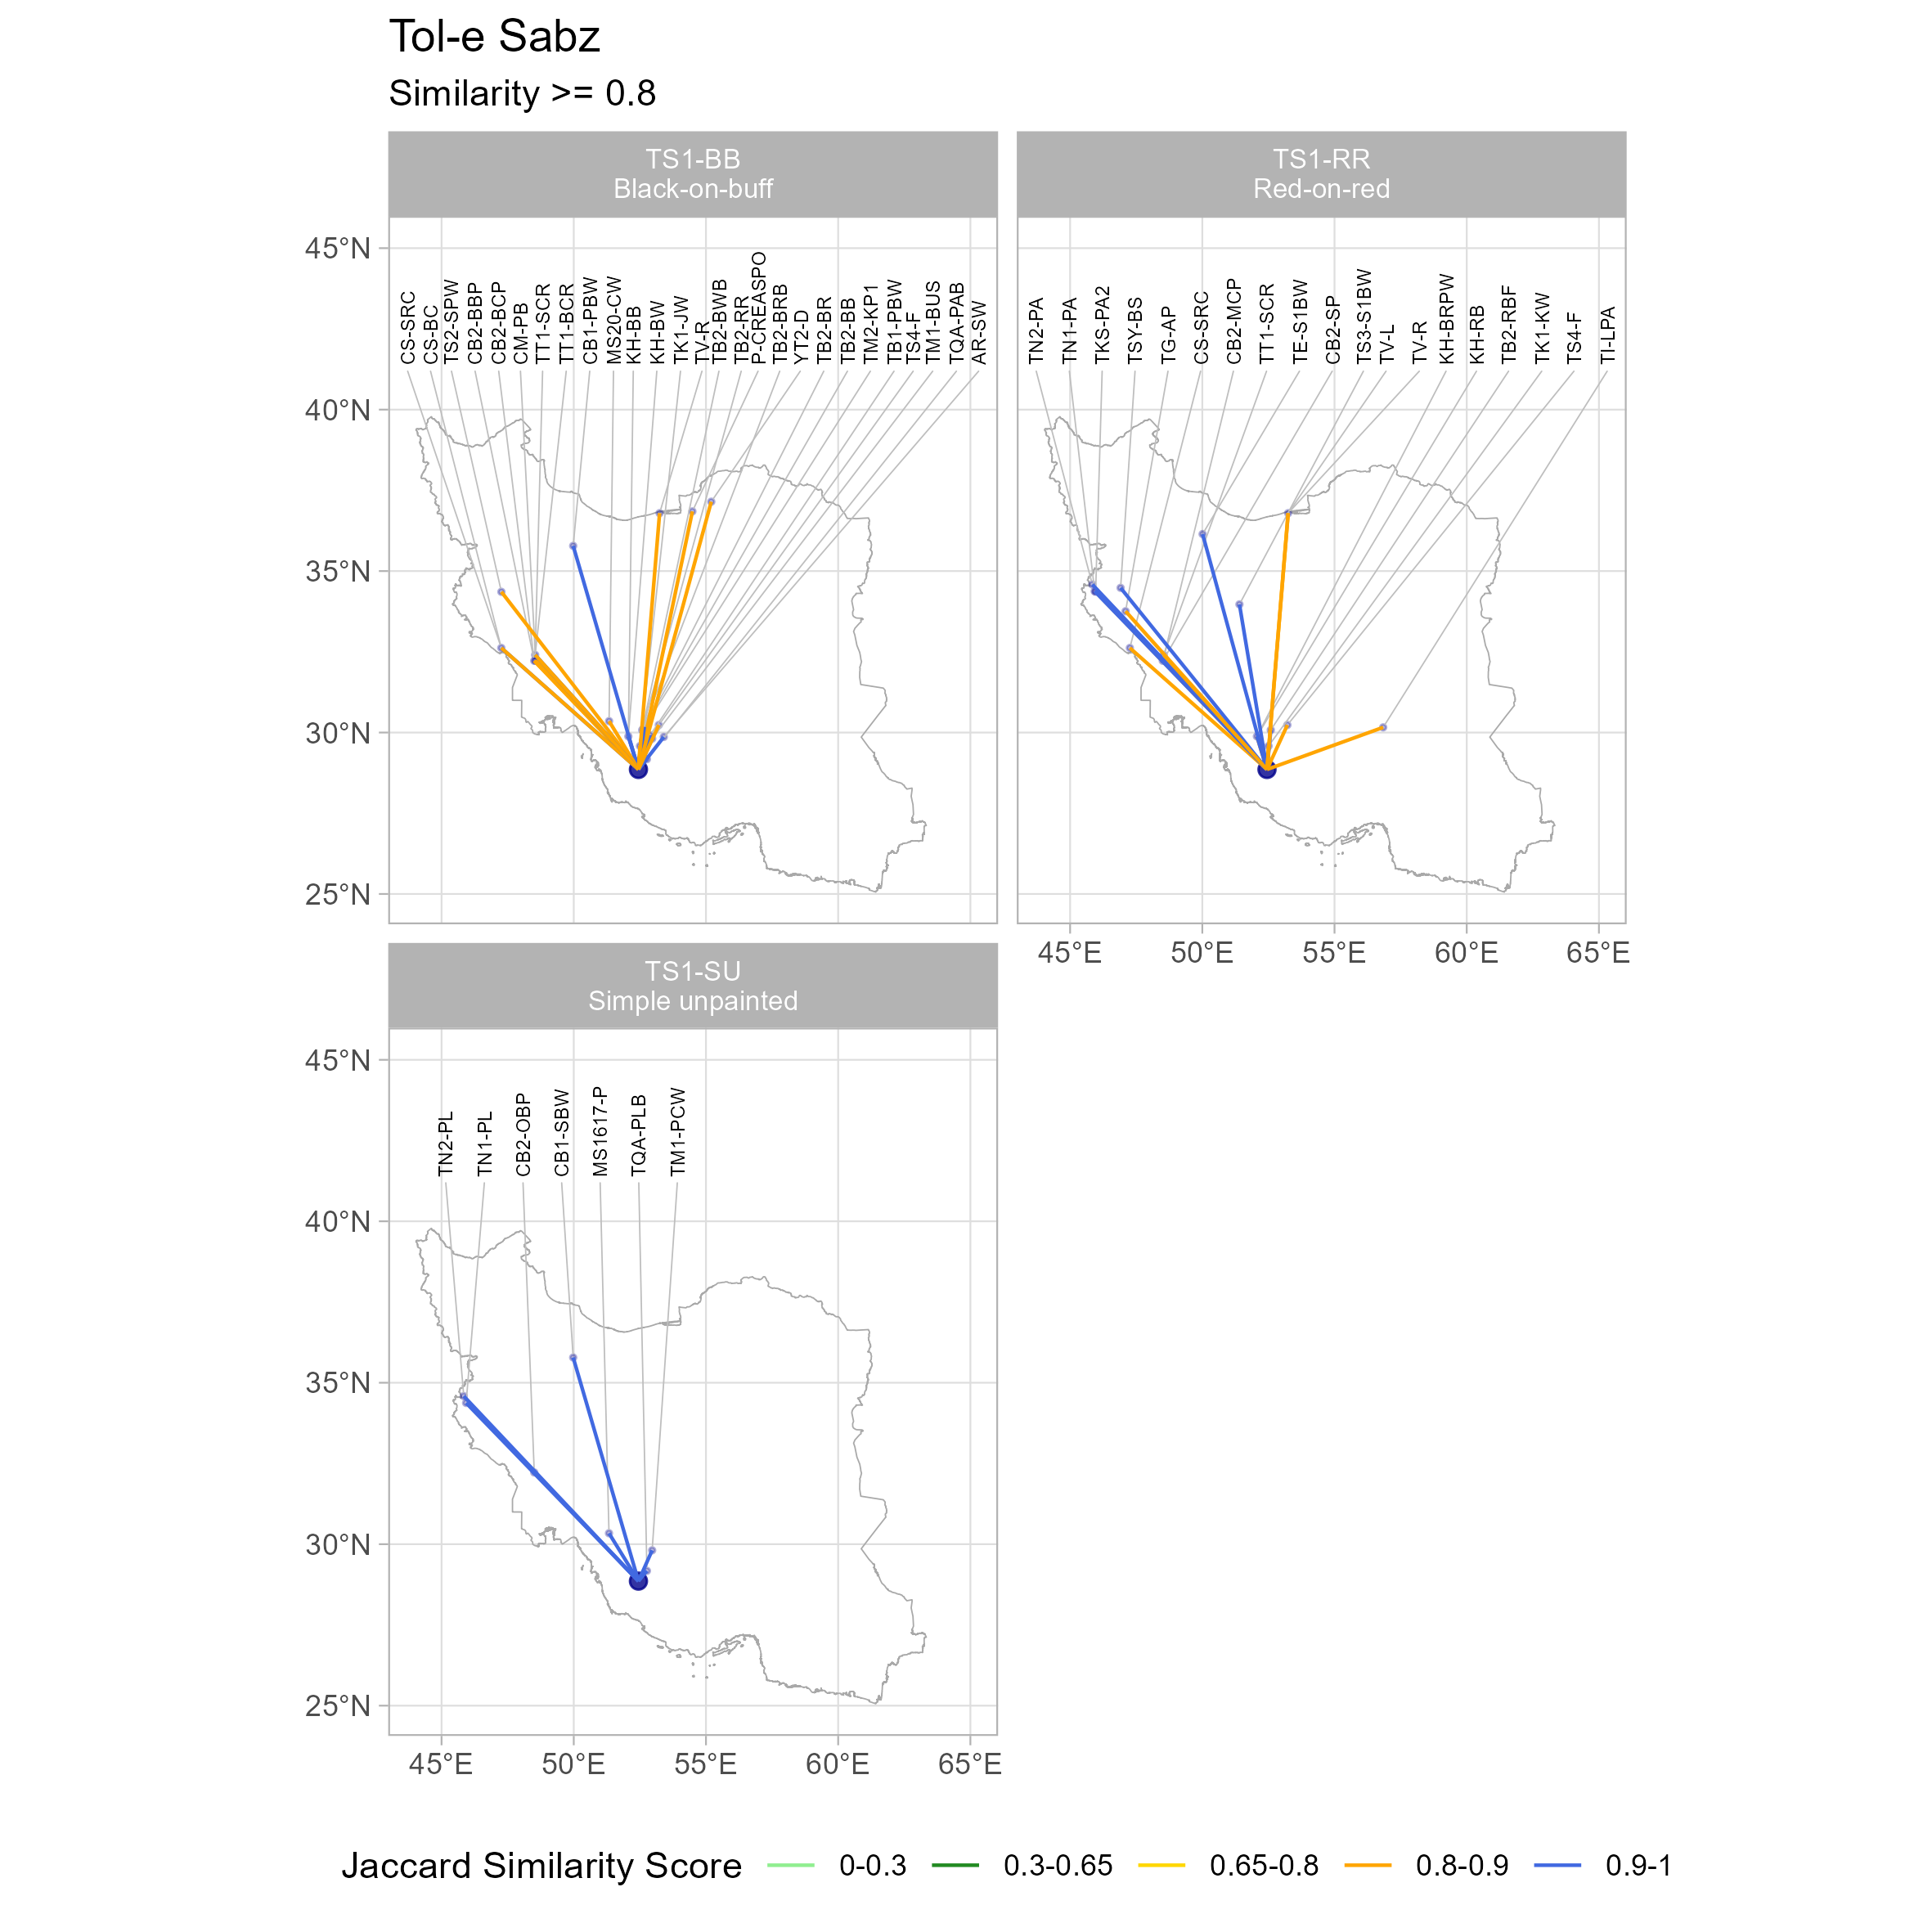 Tol-e Sabz
Similarity >= 0.8
TS1-BB
Black-on-buff
TS1-RR
Red-on-red
45°N
40°N
35°N
30°N
25°N
CS-SRC
CS-BC
TS2-SPW
CB2-BBP
CB2-BCP
CM-PB
TT1-SCR
TT1-BCR
CB1-PBW
MS20-CW
KH-BB
KH-BW
TK1-JW
TV-R
TB2-BWB
TB2-RR
P-CREASPO
TB2-BRB
YT2-D
TB2-BR
TB2-BB
TM2-KP1
TB1-PBW
TS4-F
TM1-BUS
TQA-PAB
AR-SW
TN2-PA
TN1-PA
TKS-PA2
TSY-BS
TG-AP
CS-SRC
CB2-MCP
TT1-SCR
TE-S1BW
CB2-SP
TS3-S1BW
TV-L
TV-R
KH-BRPW
KH-RB
TB2-RBF
TK1-KW
TS4-F
TI-LPA
45°E 50°E 55°E 60°E 65°E
TS1-SU
Simple unpainted
45°N
40°N
35°N
30°N
25°N
TN2-PL
TN1-PL
CB2-OBP
CB1-SBW
MS1617-P
TQA-PLB
TM1-PCW
45°E 50°E 55°E 60°E 65°E
Jaccard Similarity Score 0-0.3 0.3-0.65 0.65-0.8 0.8-0.9 0.9-1